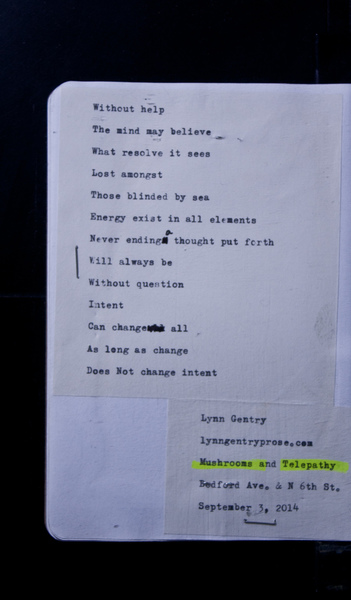 Without help
The mind may believe
What resolve it sees
Lost amongst
Those blinded by sea
Energy exist in all elements
Never ending a thought put forth
Will always be
Without question
Intent
Can change all
As long as change
Does Not change intent
Lynn Gentry
lynngentryprose.com
Mushrooms and Telepathy
Bedford Ave. & N 6th St.
September 3, 2014